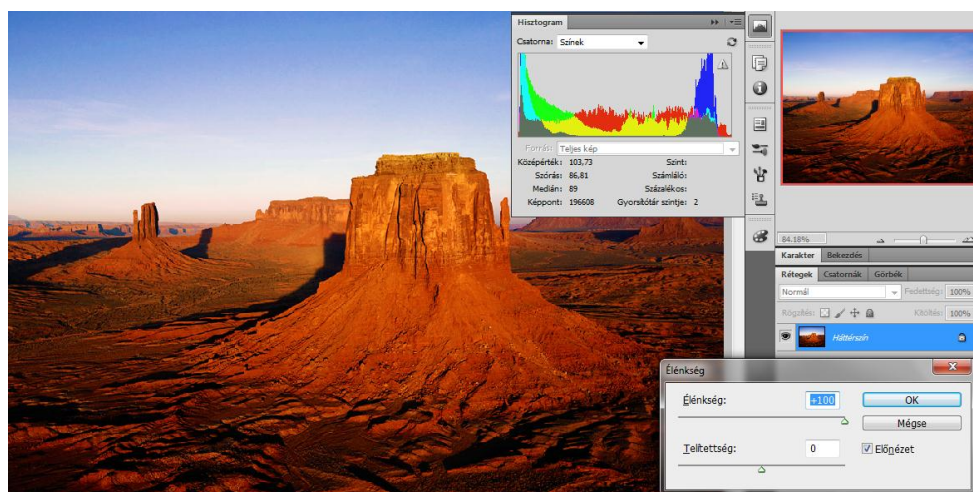 Hisztogram
Csatorna: Színek
Forrás: Teljes kép
Középérték: 103,73 Szint:
Szórás: 86,81 Számláló:
Medián: 89 Százalékos:
Képpont: 196608 Gyorsítótár szintje: 2
84.18%
Karakter Bekezdés
Rétegek Csatornák Görbék
Normál Fedettség: 100%
Rögzítés: Kitöltés: 100%
Háttérszín
Élénkség
Élénkség: +100 OK
Mégse
Telítettség: 0 Előnézet